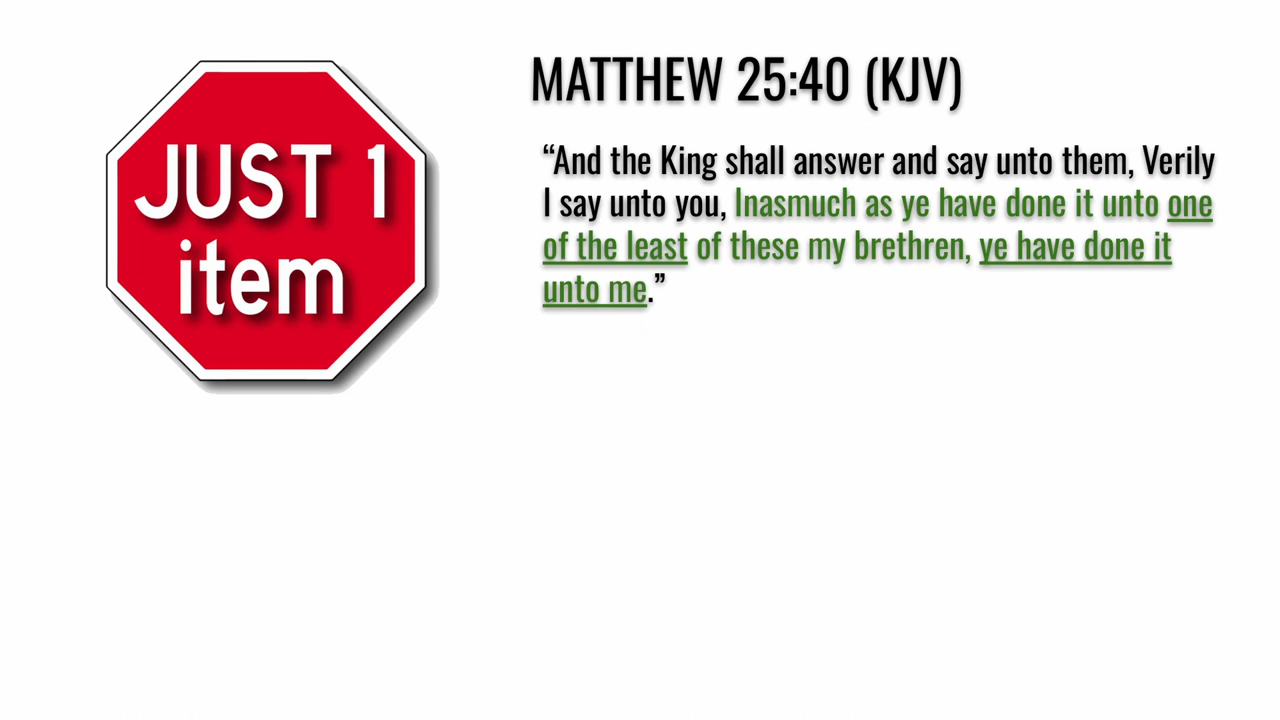 JUST 1
item
MATTHEW 25:40 (KJV)
“And the King shall answer and say unto them, Verily
I say unto you, Inasmuch as ye have done it unto one
of the least of these my brethren, ye have done it
unto me.”